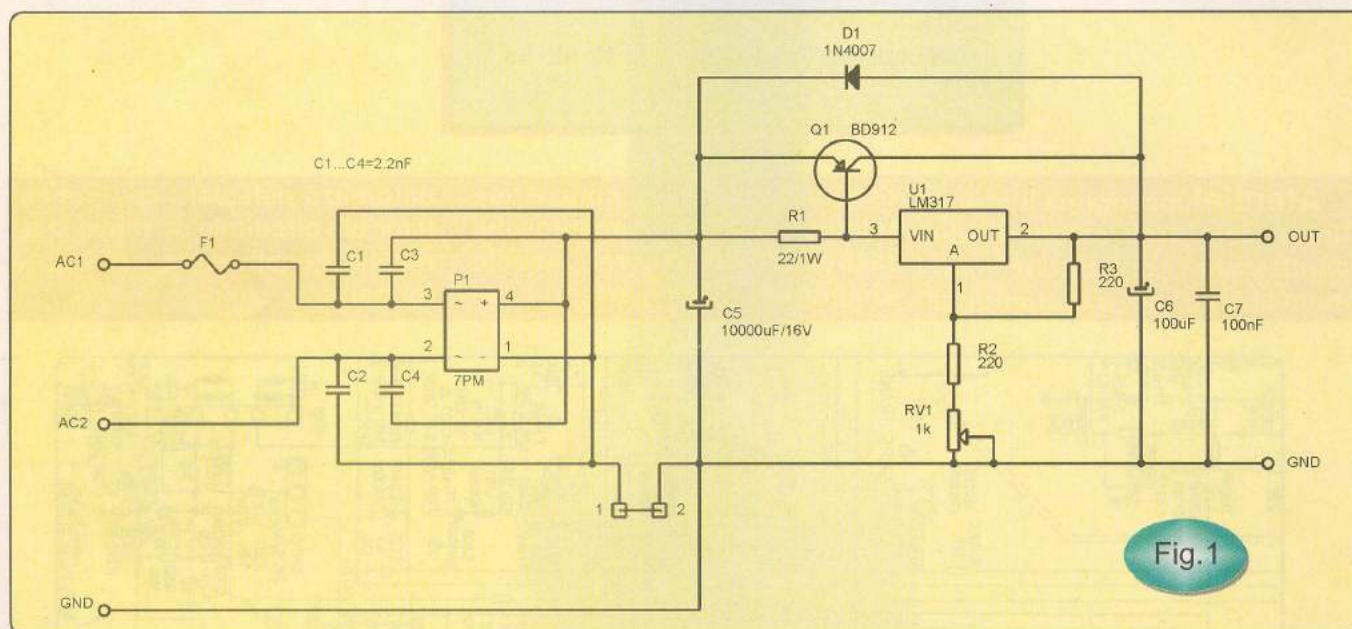 D1
1N4007
Q1 BD912
C1...C4=2.2nF
U1
LM317
F1
R1
3
VIN OUT
2
OUT
AC1
C1
C3
22/1W
A
P1
R3
220
1
3
~ +
4
C5
10000uF/16V
C6
100uF
C7
100nF
2
~ -
1
R2
220
C2
C4
7PM
RV1
1k
AC2
GND
1
2
Fig.1
GND